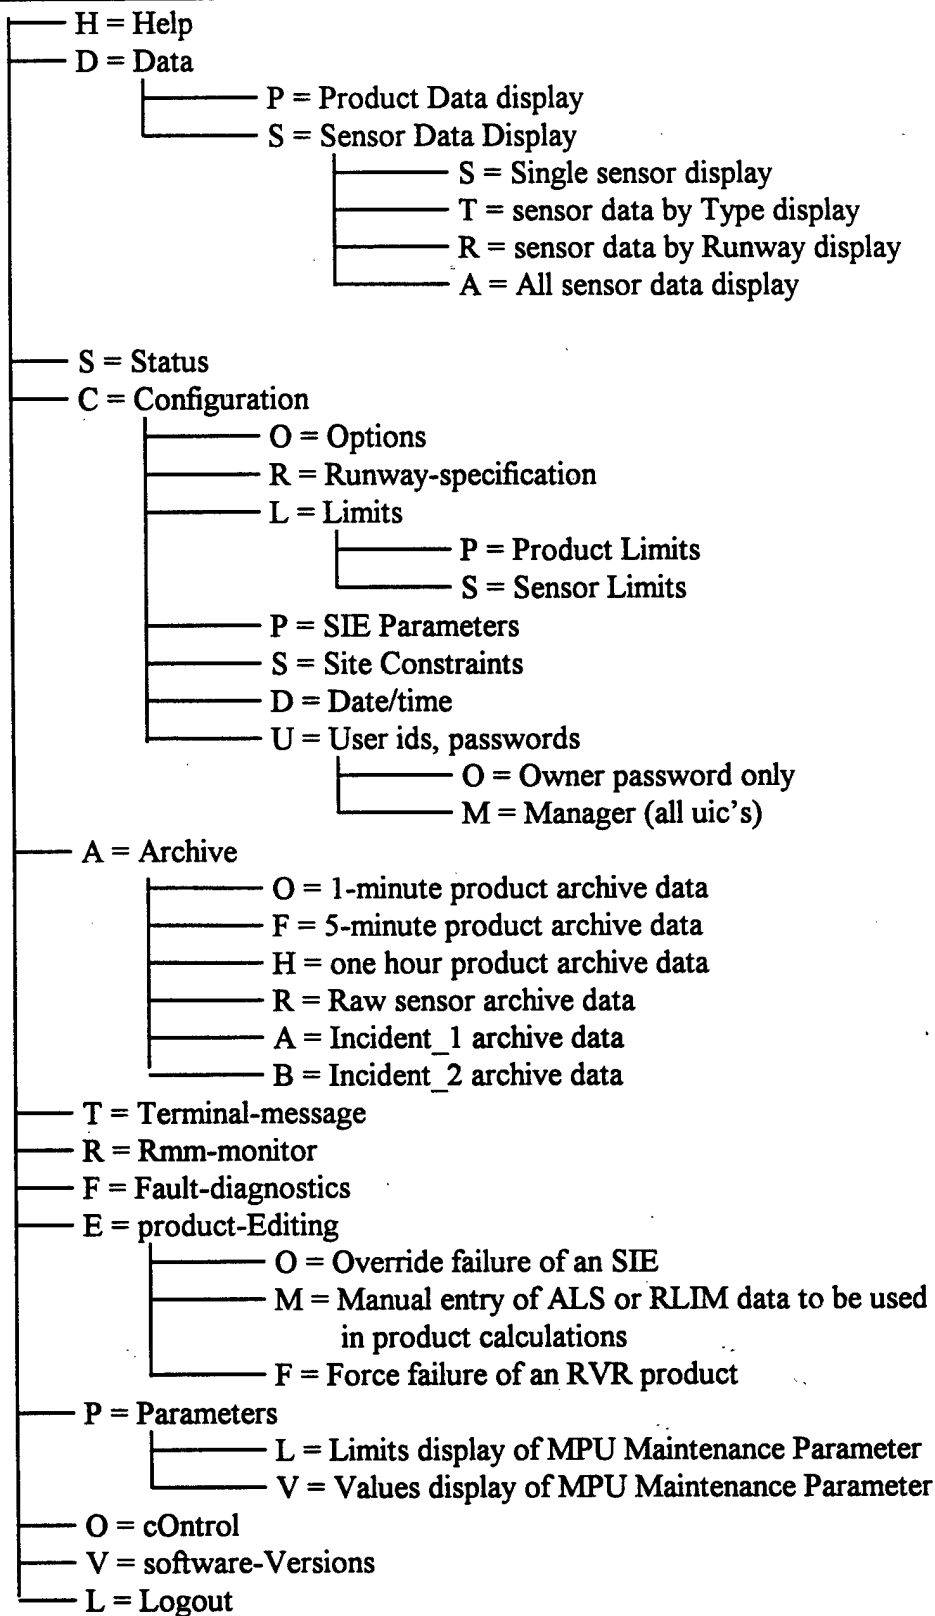 H = Help
D = Data
P = Product Data display
S = Sensor Data Display
S = Single sensor display
T = sensor data by Type display
R = sensor data by Runway display
A = All sensor data display
S = Status
C = Configuration
O = Options
R = Runway-specification
L = Limits
P = Product Limits
S = Sensor Limits
P = SIE Parameters
S = Site Constraints
D = Date/time
U = User ids, passwords
O = Owner password only
M = Manager (all uic's)
A = Archive
O = 1-minute product archive data
F = 5-minute product archive data
H = one hour product archive data
R = Raw sensor archive data
A = Incident_1 archive data
B = Incident_2 archive data
T = Terminal-message
R = Rmm-monitor
F = Fault-diagnostics
E = product-Editing
O = Override failure of an SIE
M = Manual entry of ALS or RLIM data to be used
in product calculations
F = Force failure of an RVR product
P = Parameters
L = Limits display of MPU Maintenance Parameter
V = Values display of MPU Maintenance Parameter
O = cOntrol
V = software-Versions
L = Logout